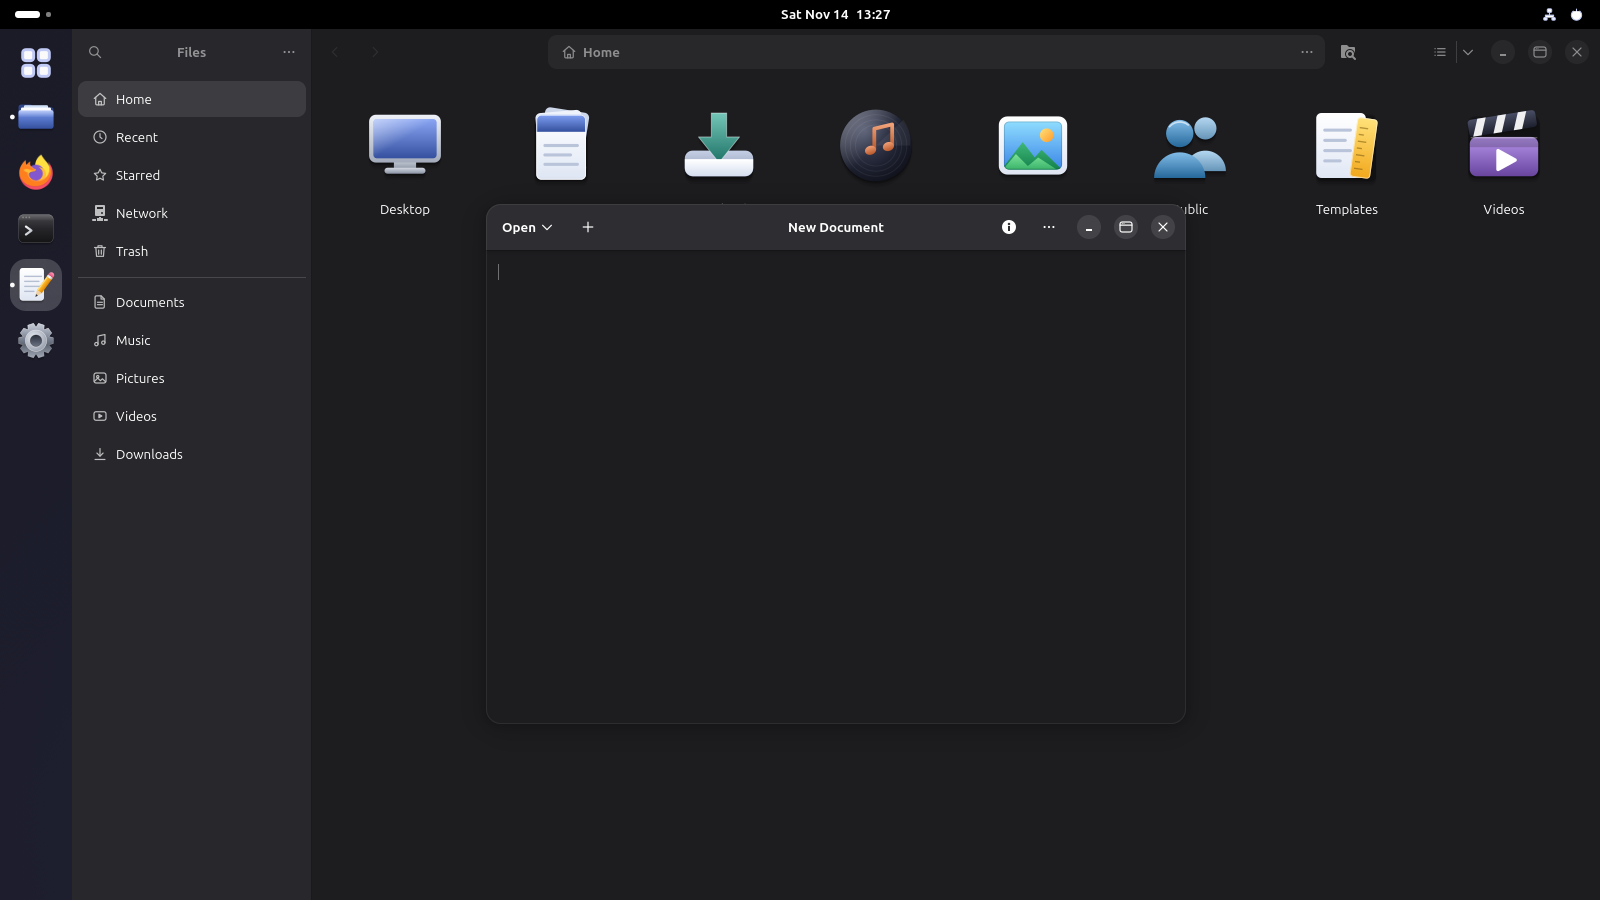 Sat Nov 14 13:27
Files
Home
Home
Recent
Starred
Network
Trash
Documents
Music
Pictures
Videos
Downloads
Desktop
Templates
Videos
Open
New Document